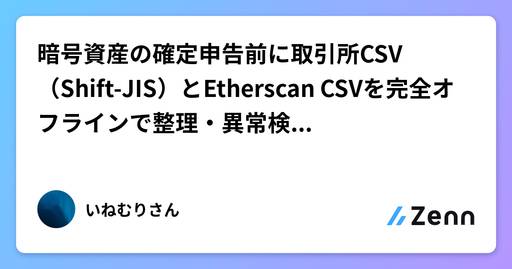 暗号資産の確定申告前に取引所CSV
（Shift-JIS）とEtherscan CSVを完全オ
フラインで整理・異常検...
いねむりさん
Zenn